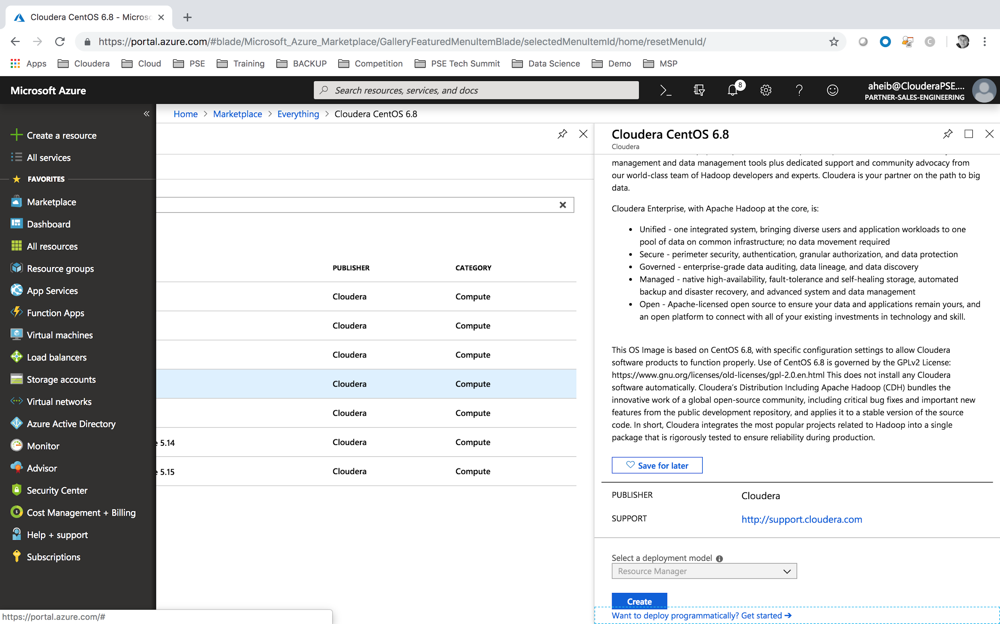 Cloudera CentOS 6.8 - Micros
https://portal.azure.com/#blade/Microsoft_Azure_Marketplace/GalleryFeaturedMenuItemBlade/selectedMenuItemId/home/resetMenuId/
C
Apps Cloudera Cloud PSE Training BACKUP Competition PSE Tech Summit Data Science Demo MSP
Microsoft Azure
Search resources, services, and docs
8
aheib@ClouderaPSE....
PARTNER-SALES-ENGINEERING
Home > Marketplace > Everything > Cloudera CentOS 6.8
Create a resource
All services
FAVORITES
Marketplace
Dashboard
All resources
Resource groups
App Services
Function Apps
Virtual machines
Load balancers
Storage accounts
Virtual networks
Azure Active Directory
Monitor
Advisor
Security Center
Cost Management + Billing
Help + support
Subscriptions
https://portal.azure.com/#
PUBLISHER CATEGORY
Cloudera Compute
Cloudera Compute
Cloudera Compute
Cloudera Compute
Cloudera Compute
e 5.14 Cloudera Compute
e 5.15 Cloudera Compute
Cloudera CentOS 6.8
Cloudera
management and data management tools plus dedicated support and community advocacy from
our world-class team of Hadoop developers and experts. Cloudera is your partner on the path to big
data.
Cloudera Enterprise, with Apache Hadoop at the core, is:
• Unified - one integrated system, bringing diverse users and application workloads to one
pool of data on common infrastructure; no data movement required
• Secure - perimeter security, authentication, granular authorization, and data protection
• Governed - enterprise-grade data auditing, data lineage, and data discovery
• Managed - native high-availability, fault-tolerance and self-healing storage, automated
backup and disaster recovery, and advanced system and data management
• Open - Apache-licensed open source to ensure your data and applications remain yours, and
an open platform to connect with all of your existing investments in technology and skill.
This OS Image is based on CentOS 6.8, with specific configuration settings to allow Cloudera
software products to function properly. Use of CentOS 6.8 is governed by the GPLv2 License:
https://www.gnu.org/licenses/old-licenses/gpl-2.0.en.html This does not install any Cloudera
software automatically. Cloudera’s Distribution Including Apache Hadoop (CDH) bundles the
innovative work of a global open-source community, including critical bug fixes and important new
features from the public development repository, and applies it to a stable version of the source
code. In short, Cloudera integrates the most popular projects related to Hadoop into a single
package that is rigorously tested to ensure reliability during production.
Save for later
PUBLISHER Cloudera
SUPPORT http://support.cloudera.com
Select a deployment model
Resource Manager
Create
Want to deploy programmatically? Get started →